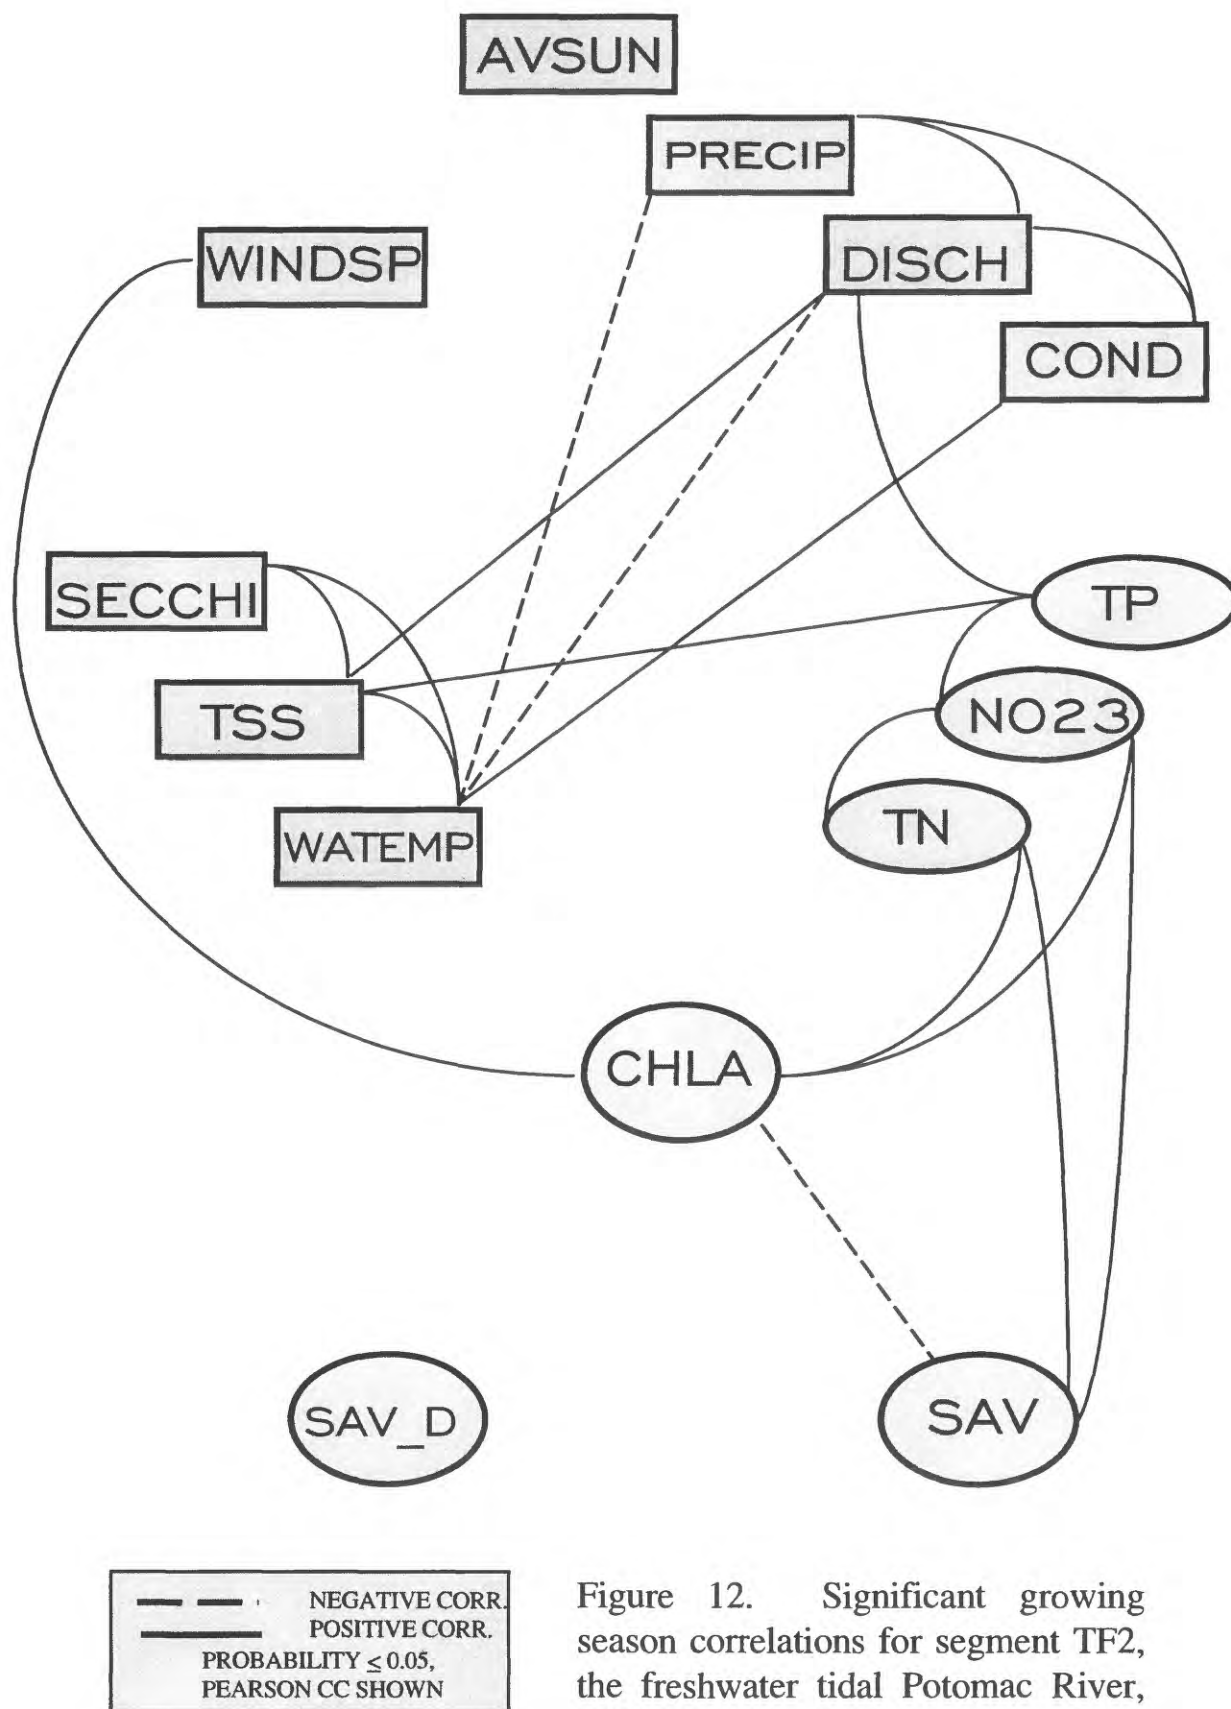 AVSUN
PRECIP
WINDSP
DISCH
COND
SECCHI
TP
TSS
NO23
TN
WATEMP
CHLA
SAV_D
SAV
NEGATIVE CORR.
POSITIVE CORR.
PROBABILITY ≤ 0.05,
PEARSON CC SHOWN
Figure 12. Significant growing
season correlations for segment TF2,
the freshwater tidal Potomac River,